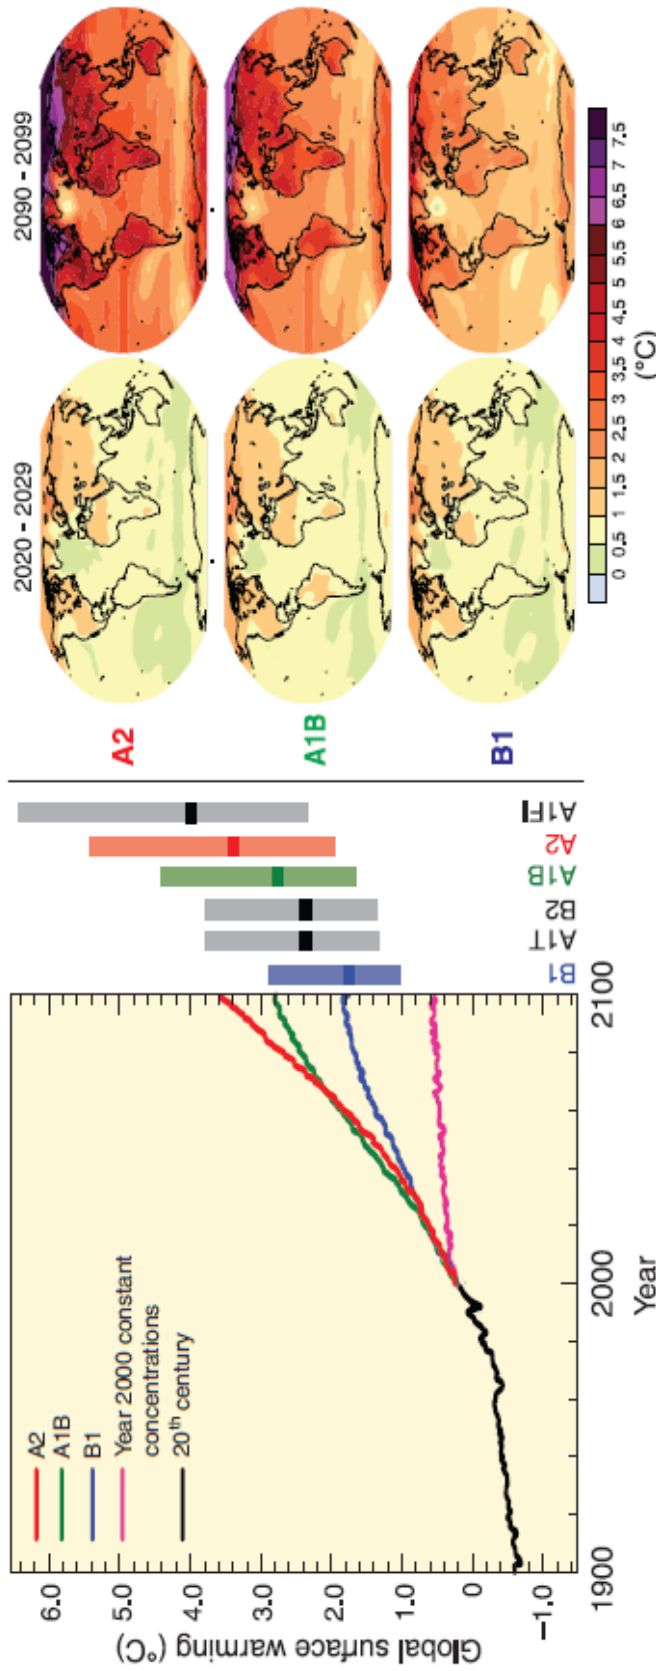 A2
A1B
B1
Year 2000 constant
concentrations
20th century
Global surface warming (°C)
6.0
5.0
4.0
3.0
2.0
1.0
0
–1.0
1900
2000
2100
Year
B1
A1T
B2
A1B
A2
A1FI
2020 - 2029
2090 - 2099
A2
A1B
B1
0 0.5 1 1.5 2 2.5 3 3.5 4 4.5 5 5.5 6 6.5 7 7.5
(°C)